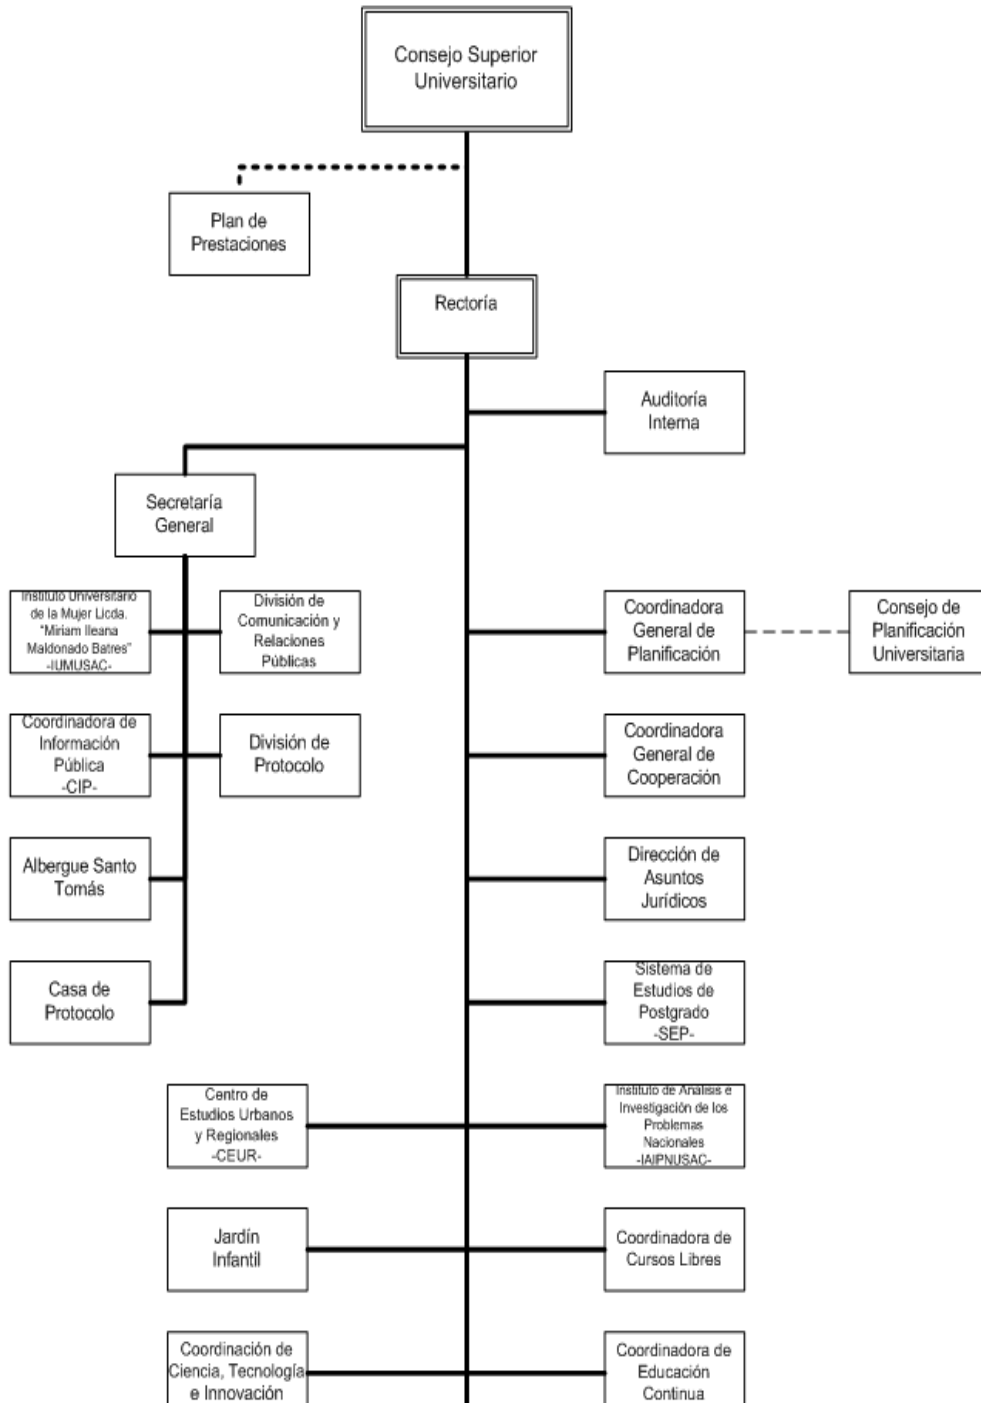 Consejo Superior
Universitario
Plan de
Prestaciones
Rectoría
Auditoría
Interna
Secretaría
General
Instituto Universitario
de la Mujer Licda.
"Miriam Ileana
Maldonado Batres"
-IUMUSAC-
División de
Comunicación y
Relaciones
Públicas
Coordinadora
General de
Planificación
Consejo de
Planificación
Universitaria
Coordinadora de
Información
Pública
-CIP-
División de
Protocolo
Coordinadora
General de
Cooperación
Albergue Santo
Tomás
Dirección de
Asuntos
Jurídicos
Casa de
Protocolo
Sistema de
Estudios de
Postgrado
-SEP-
Centro de
Estudios Urbanos
y Regionales
-CEUR-
Instituto de Análisis e
Investigación de los
Problemas
Nacionales
-IAIPNUSAC-
Jardín
Infantil
Coordinadora de
Cursos Libres
Coordinación de
Ciencia, Tecnología
e Innovación
Coordinadora de
Educación
Continua